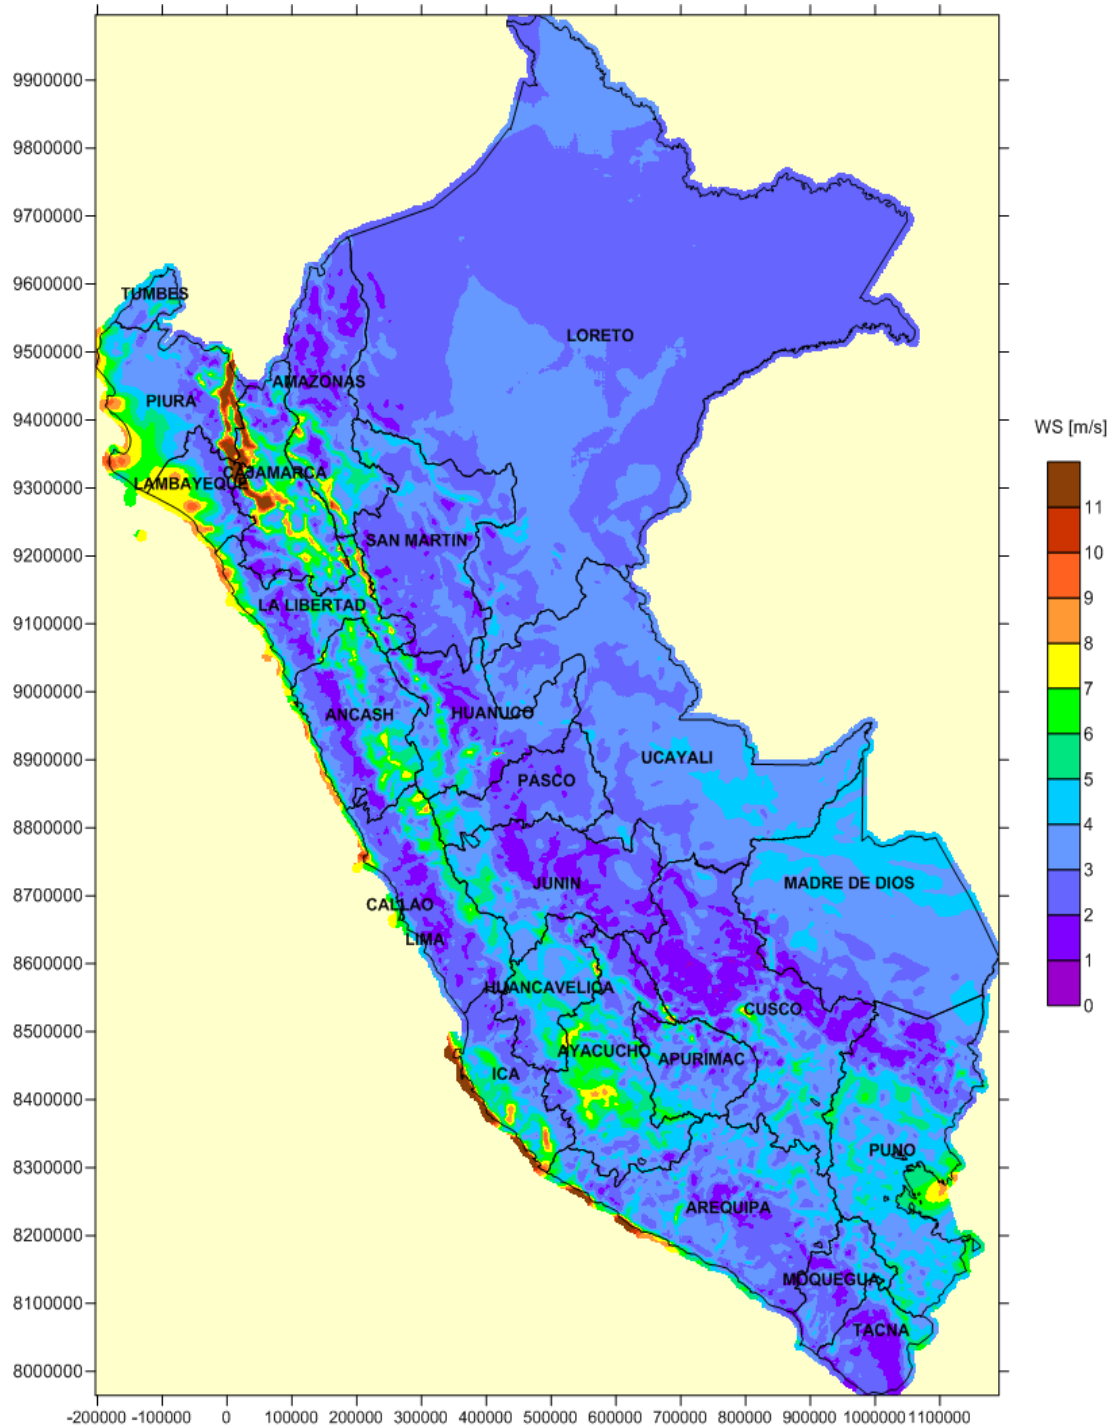 9900000
9800000
9700000
9600000
TUMBES
LORETO
9500000
AMAZONAS
PIURA
9400000
WS [m/s]
CAJAMARCA
LAMBAYEQUE
9300000
11
SAN MARTIN
10
9200000
9
LA LIBERTAD
9100000
8
7
9000000
HUANUCO
ANCASH
6
UCAYALI
8900000
PASCO
5
8800000
4
JUNIN
MADRE DE DIOS
3
8700000
CALLAO
2
LIMA
8600000
1
HUANCAVELICA
CUSCO
0
8500000
AYACUCHO
APURIMAC
ICA
8400000
PUNO
8300000
AREQUIPA
8200000
MOQUEGUA
8100000
TACNA
8000000
-200000 -100000 0 100000 200000 300000 400000 500000 600000 700000 800000 900000 1000000 1100000